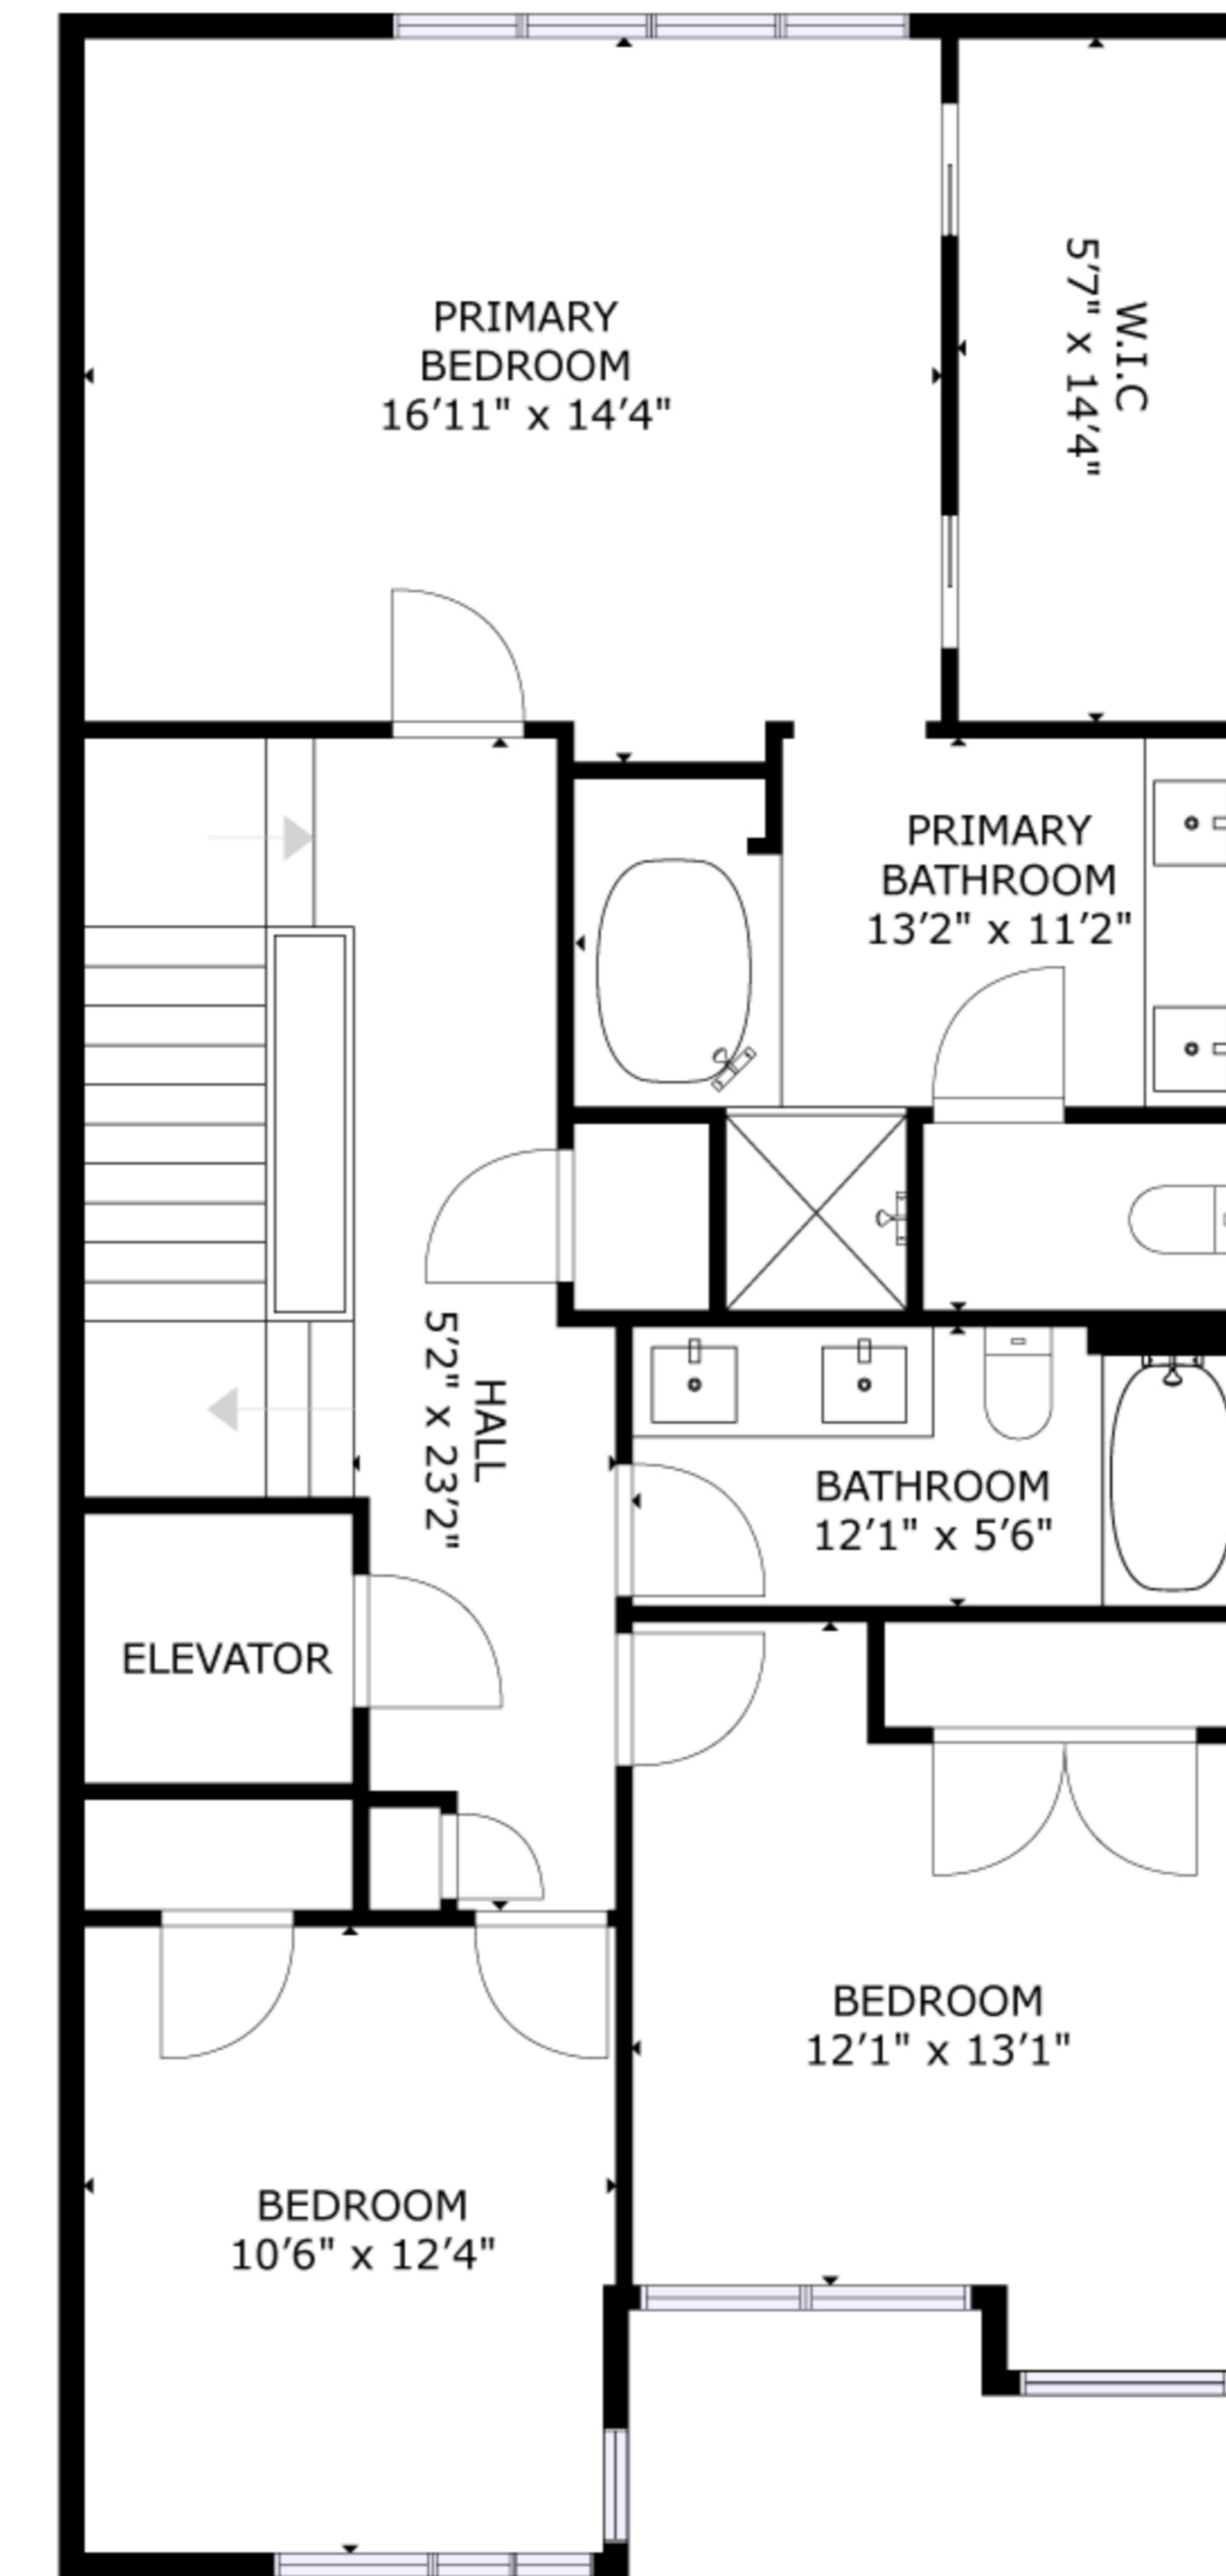 PRIMARY
BEDROOM
16'11" x 14'4"
W.I.C
5'7" x 14'4"
PRIMARY
BATHROOM
13'2" x 11'2"
HALL
5'2" x 23'2"
BATHROOM
12'1" x 5'6"
ELEVATOR
BEDROOM
12'1" x 13'1"
BEDROOM
10'6" x 12'4"